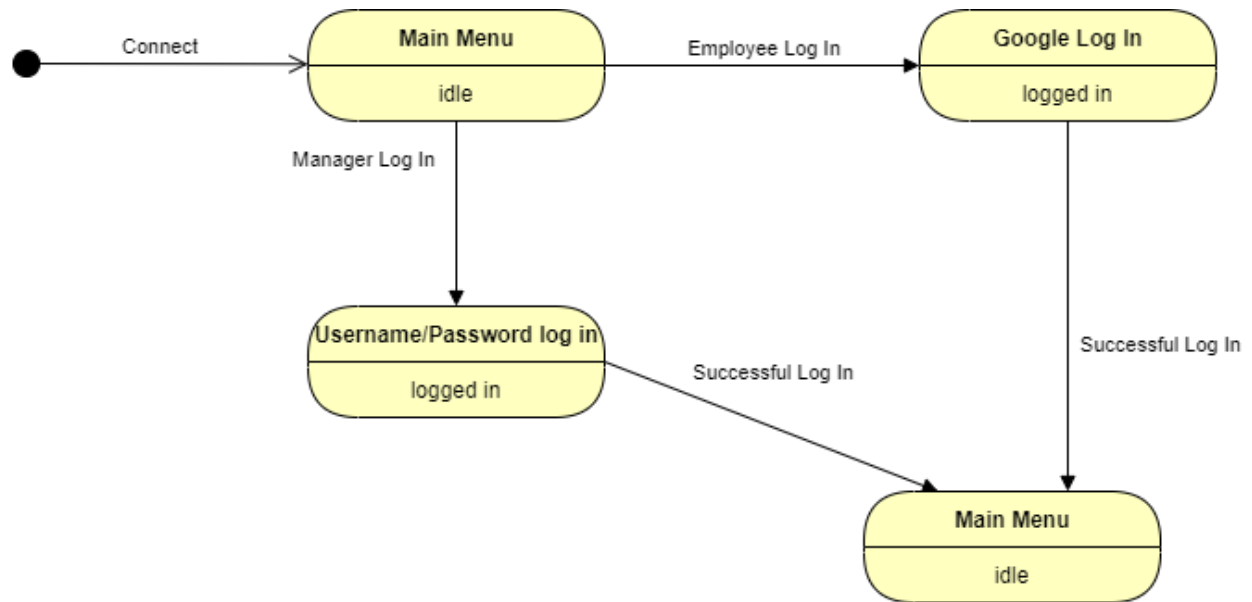 Connect
Main Menu
idle
Employee Log In
Google Log In
logged in
Manager Log In
Username/Password log in
logged in
Successful Log In
Successful Log In
Main Menu
idle